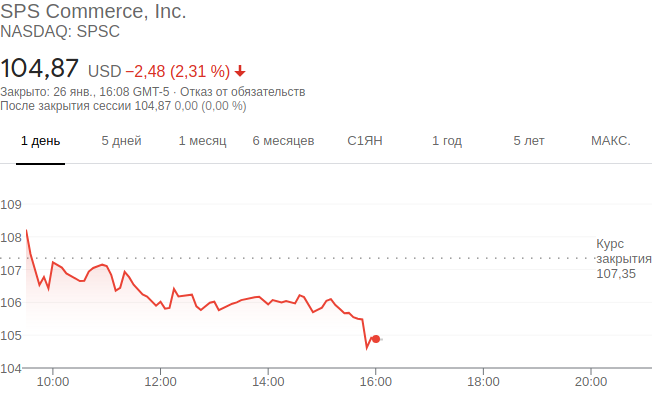 SPS Commerce, Inc.
NASDAQ: SPSC
104,87 USD −2,48 (2,31 %)
Закрыто: 26 янв., 16:08 GMT-5 · Отказ от обязательств
После закрытия сессии 104,87 0,00 (0,00 %)
1 день 5 дней 1 месяц 6 месяцев С1ЯН 1 год 5 лет МАКС.
109
108
Курс
закрытия
107,35
107
106
105
104
10:00 12:00 14:00 16:00 18:00 20:00